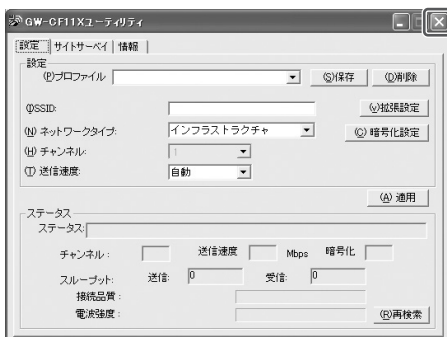 GW-CF11Xユーティリティ
設定 サイトサーベイ 情報
設定
(P)プロファイル (S)保存 (D)削除
(I)SSID: (V)拡張設定
(N) ネットワークタイプ: インフラストラクチャ (C) 暗号化設定
(H) チャンネル: 1
(T) 送信速度: 自動
(A) 適用
ステータス
ステータス:
チャンネル: 送信速度 Mbps 暗号化
スループット: 送信: 0 受信: 0
接続品質:
電波強度: (R)再検索